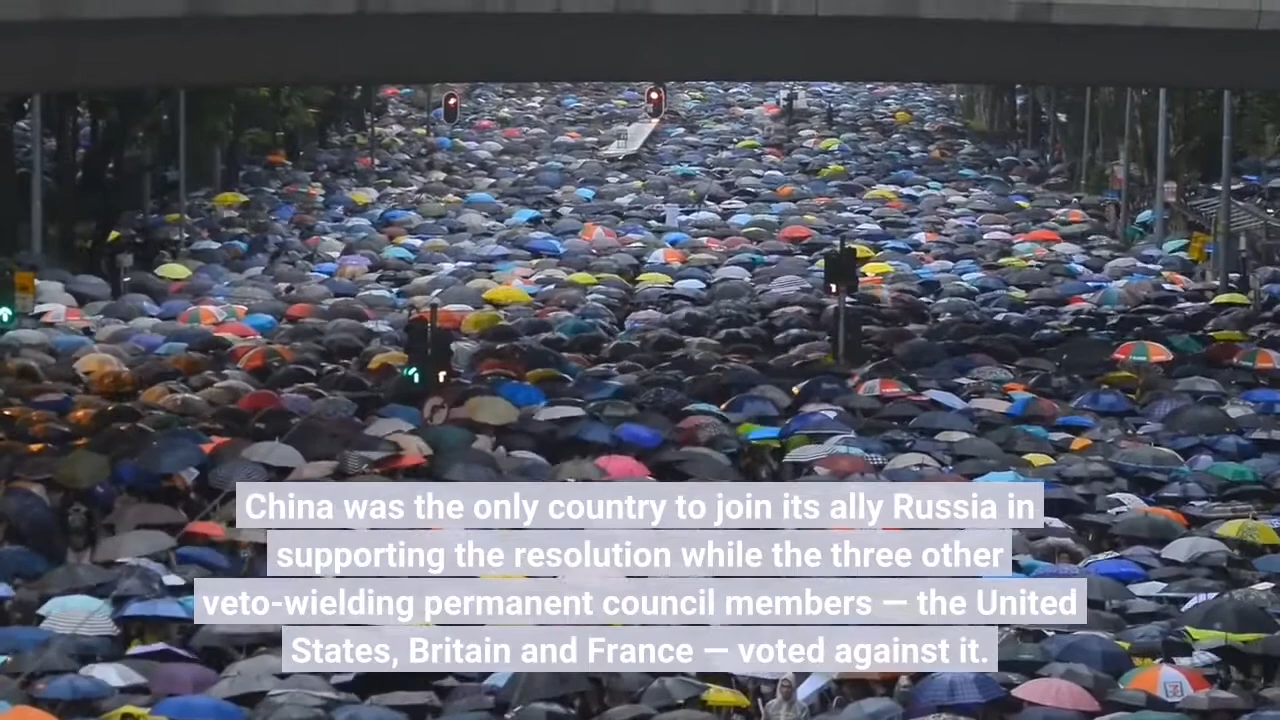 China was the only country to join its ally Russia in
supporting the resolution while the three other
veto-wielding permanent council members — the United
States, Britain and France — voted against it.